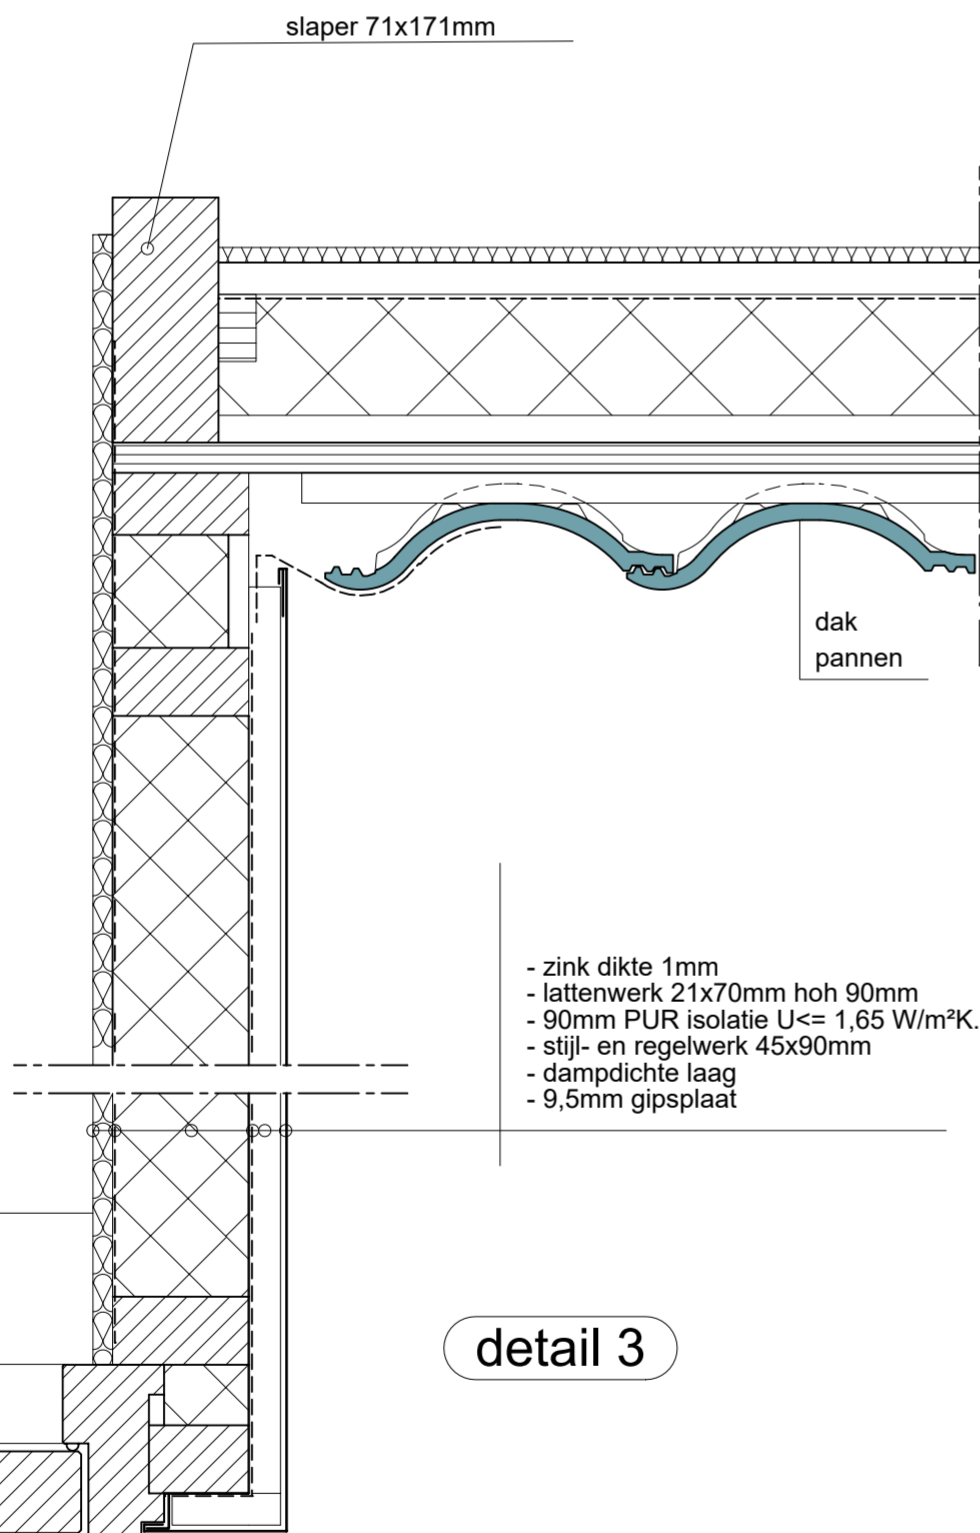 slaper 71x171mm
dak
pannen
- zink dikte 1mm
- lattenwerk 21x70mm hoh 90mm
- 90mm PUR isolatie U<= 1,65 W/m²K.
- stijl- en regelwerk 45x90mm
- dampdichte laag
- 9,5mm gipsplaat
detail 3